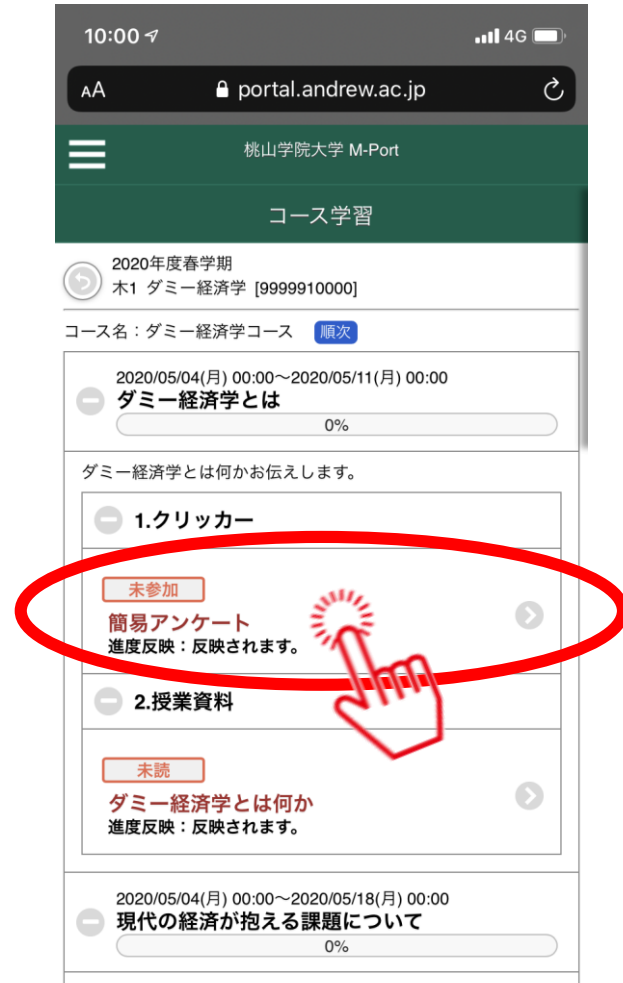 10:00 4G
AA portal.andrew.ac.jp
桃山学院大学 M-Port
コース学習
2020年度春学期
木1 ダミー経済学 [9999910000]
コース名：ダミー経済学コース 順次
2020/05/04(月) 00:00～2020/05/11(月) 00:00
ダミー経済学とは
0%
ダミー経済学とは何かお伝えします。
1.クリッカー
未参加
簡易アンケート
進度反映：反映されます。
2.授業資料
未読
ダミー経済学とは何か
進度反映：反映されます。
2020/05/04(月) 00:00～2020/05/18(月) 00:00
現代の経済が抱える課題について
0%